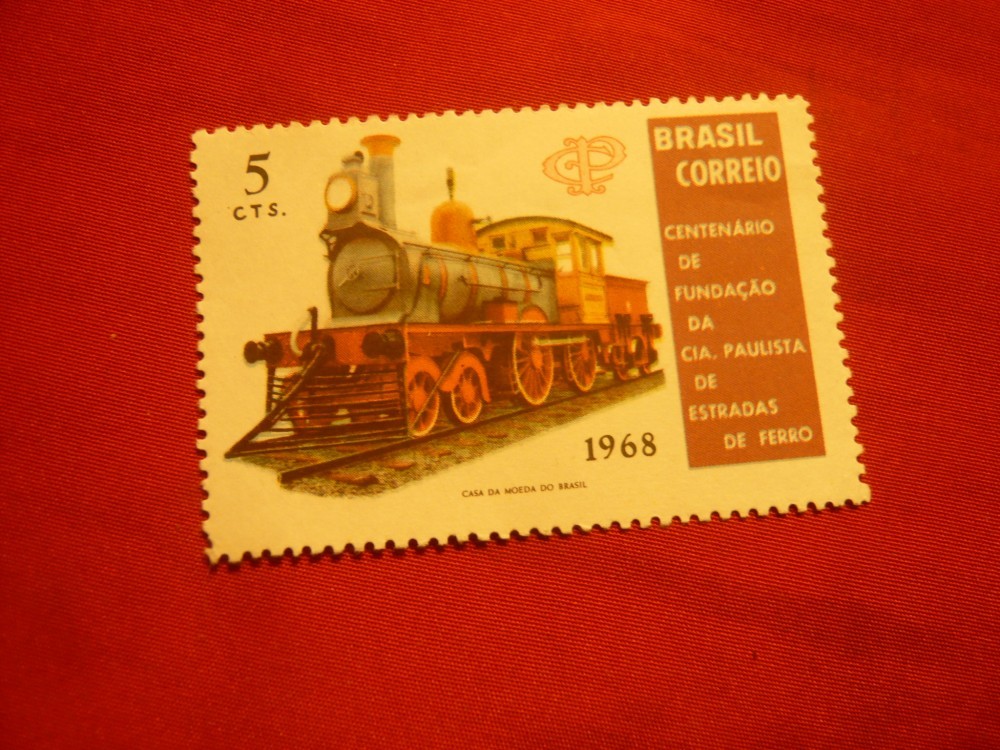 5
CTS.
CP
BRASIL
CORREIO
CENTENÁRIO
DE
FUNDAÇÃO
DA
CIA. PAULISTA
DE
ESTRADAS
DE FERRO
1968
CASA DA MOEDA DO BRASIL